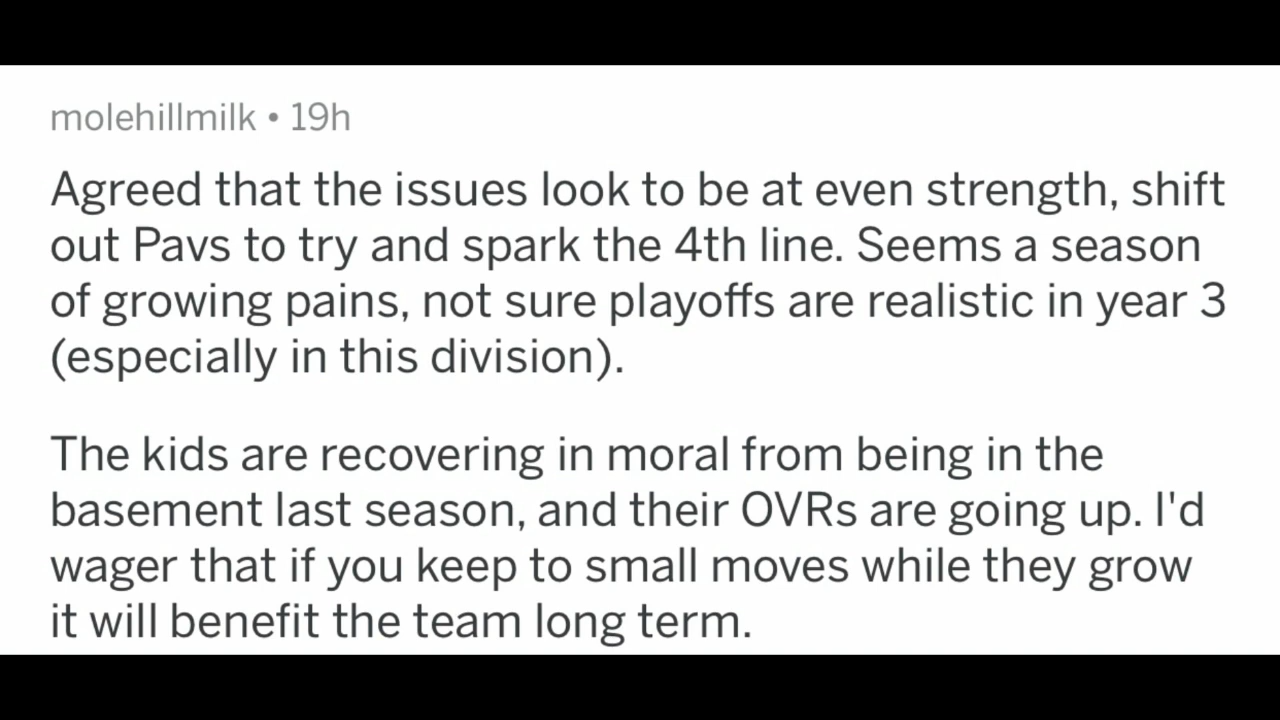 molehillmilk • 19h
Agreed that the issues look to be at even strength, shift
out Pavs to try and spark the 4th line. Seems a season
of growing pains, not sure playoffs are realistic in year 3
(especially in this division).
The kids are recovering in moral from being in the
basement last season, and their OVRs are going up. I'd
wager that if you keep to small moves while they grow
it will benefit the team long term.